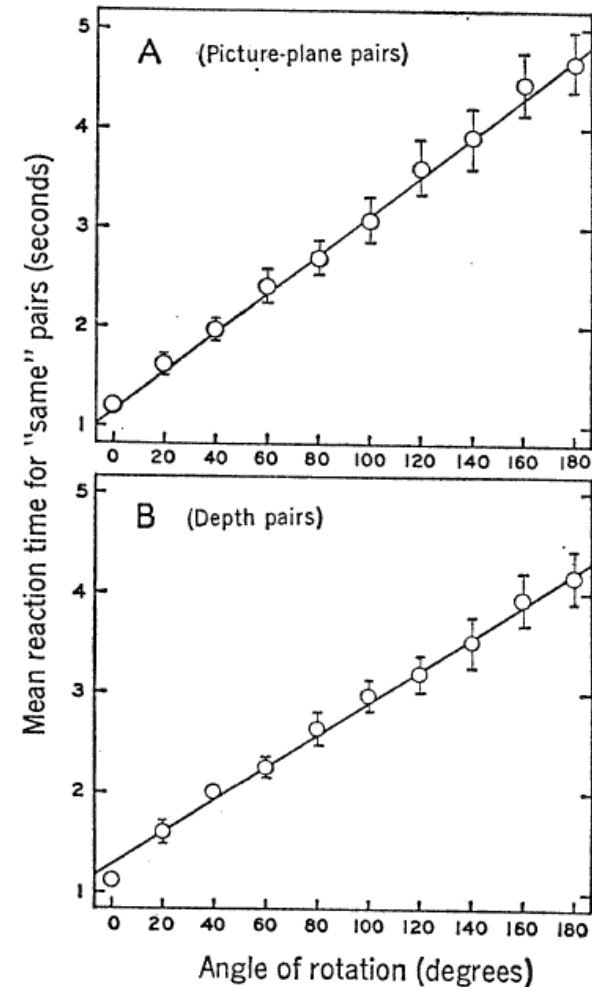 Mean reaction time for "same" pairs (seconds)
A (Picture-plane pairs)
5
4
3
2
1
0 20 40 60 80 100 120 140 160 180
B (Depth pairs)
5
4
3
2
1
0 20 40 60 80 100 120 140 160 180
Angle of rotation (degrees)